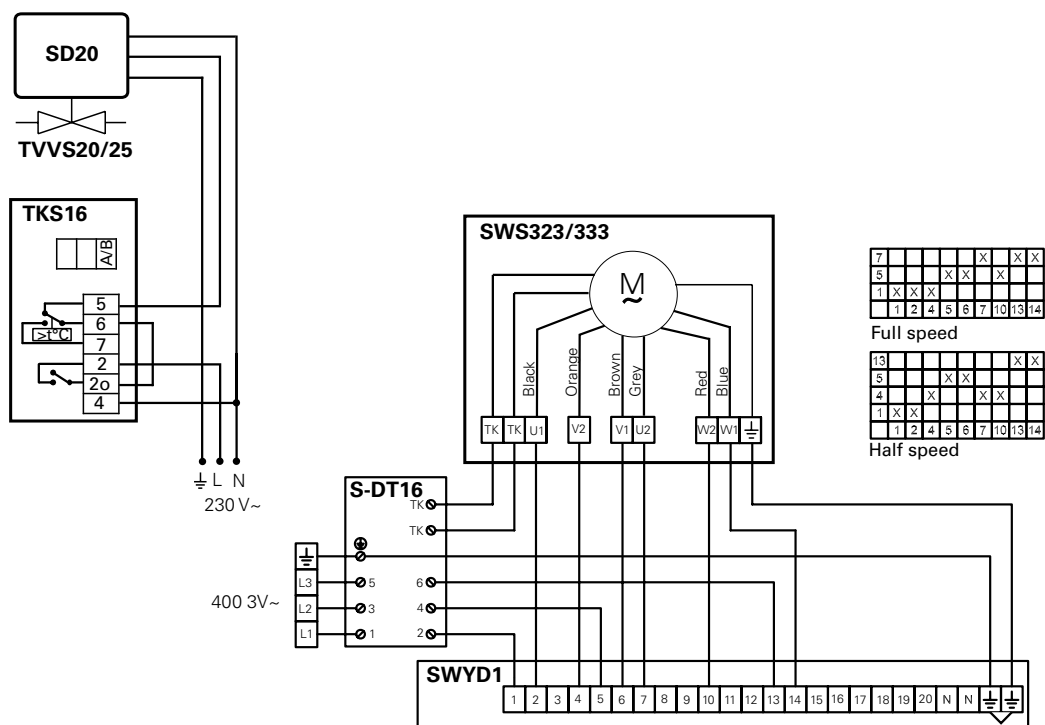 SD20
TVVS20/25
TKS16
A/B
5
6
>t°C
7
2
2o
4
L N
230 V~
SWS323/333
M
~
Black
Orange
Brown
Grey
Red
Blue
TK TK U1 V2 V1 U2 W2 W1
7 X X X
5 X X X
1 X X X
1 2 4 5 6 7 10 13 14
Full speed
13 X X
5 X X
4 X X X
1 X X
1 2 4 5 6 7 10 13 14
Half speed
S-DT16
TK
TK
L3 5 6
400 3V~
L2 3 4
L1 1 2
SWYD1
1 2 3 4 5 6 7 8 9 10 11 12 13 14 15 16 17 18 19 20 N N